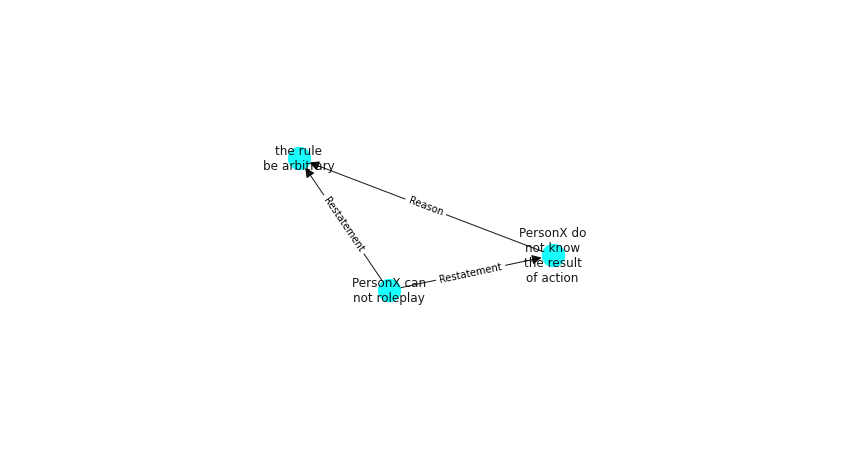 the rule
be arbitrary
Reason
Restatement
PersonX do
not know
the result
of action
Restatement
PersonX can
not roleplay